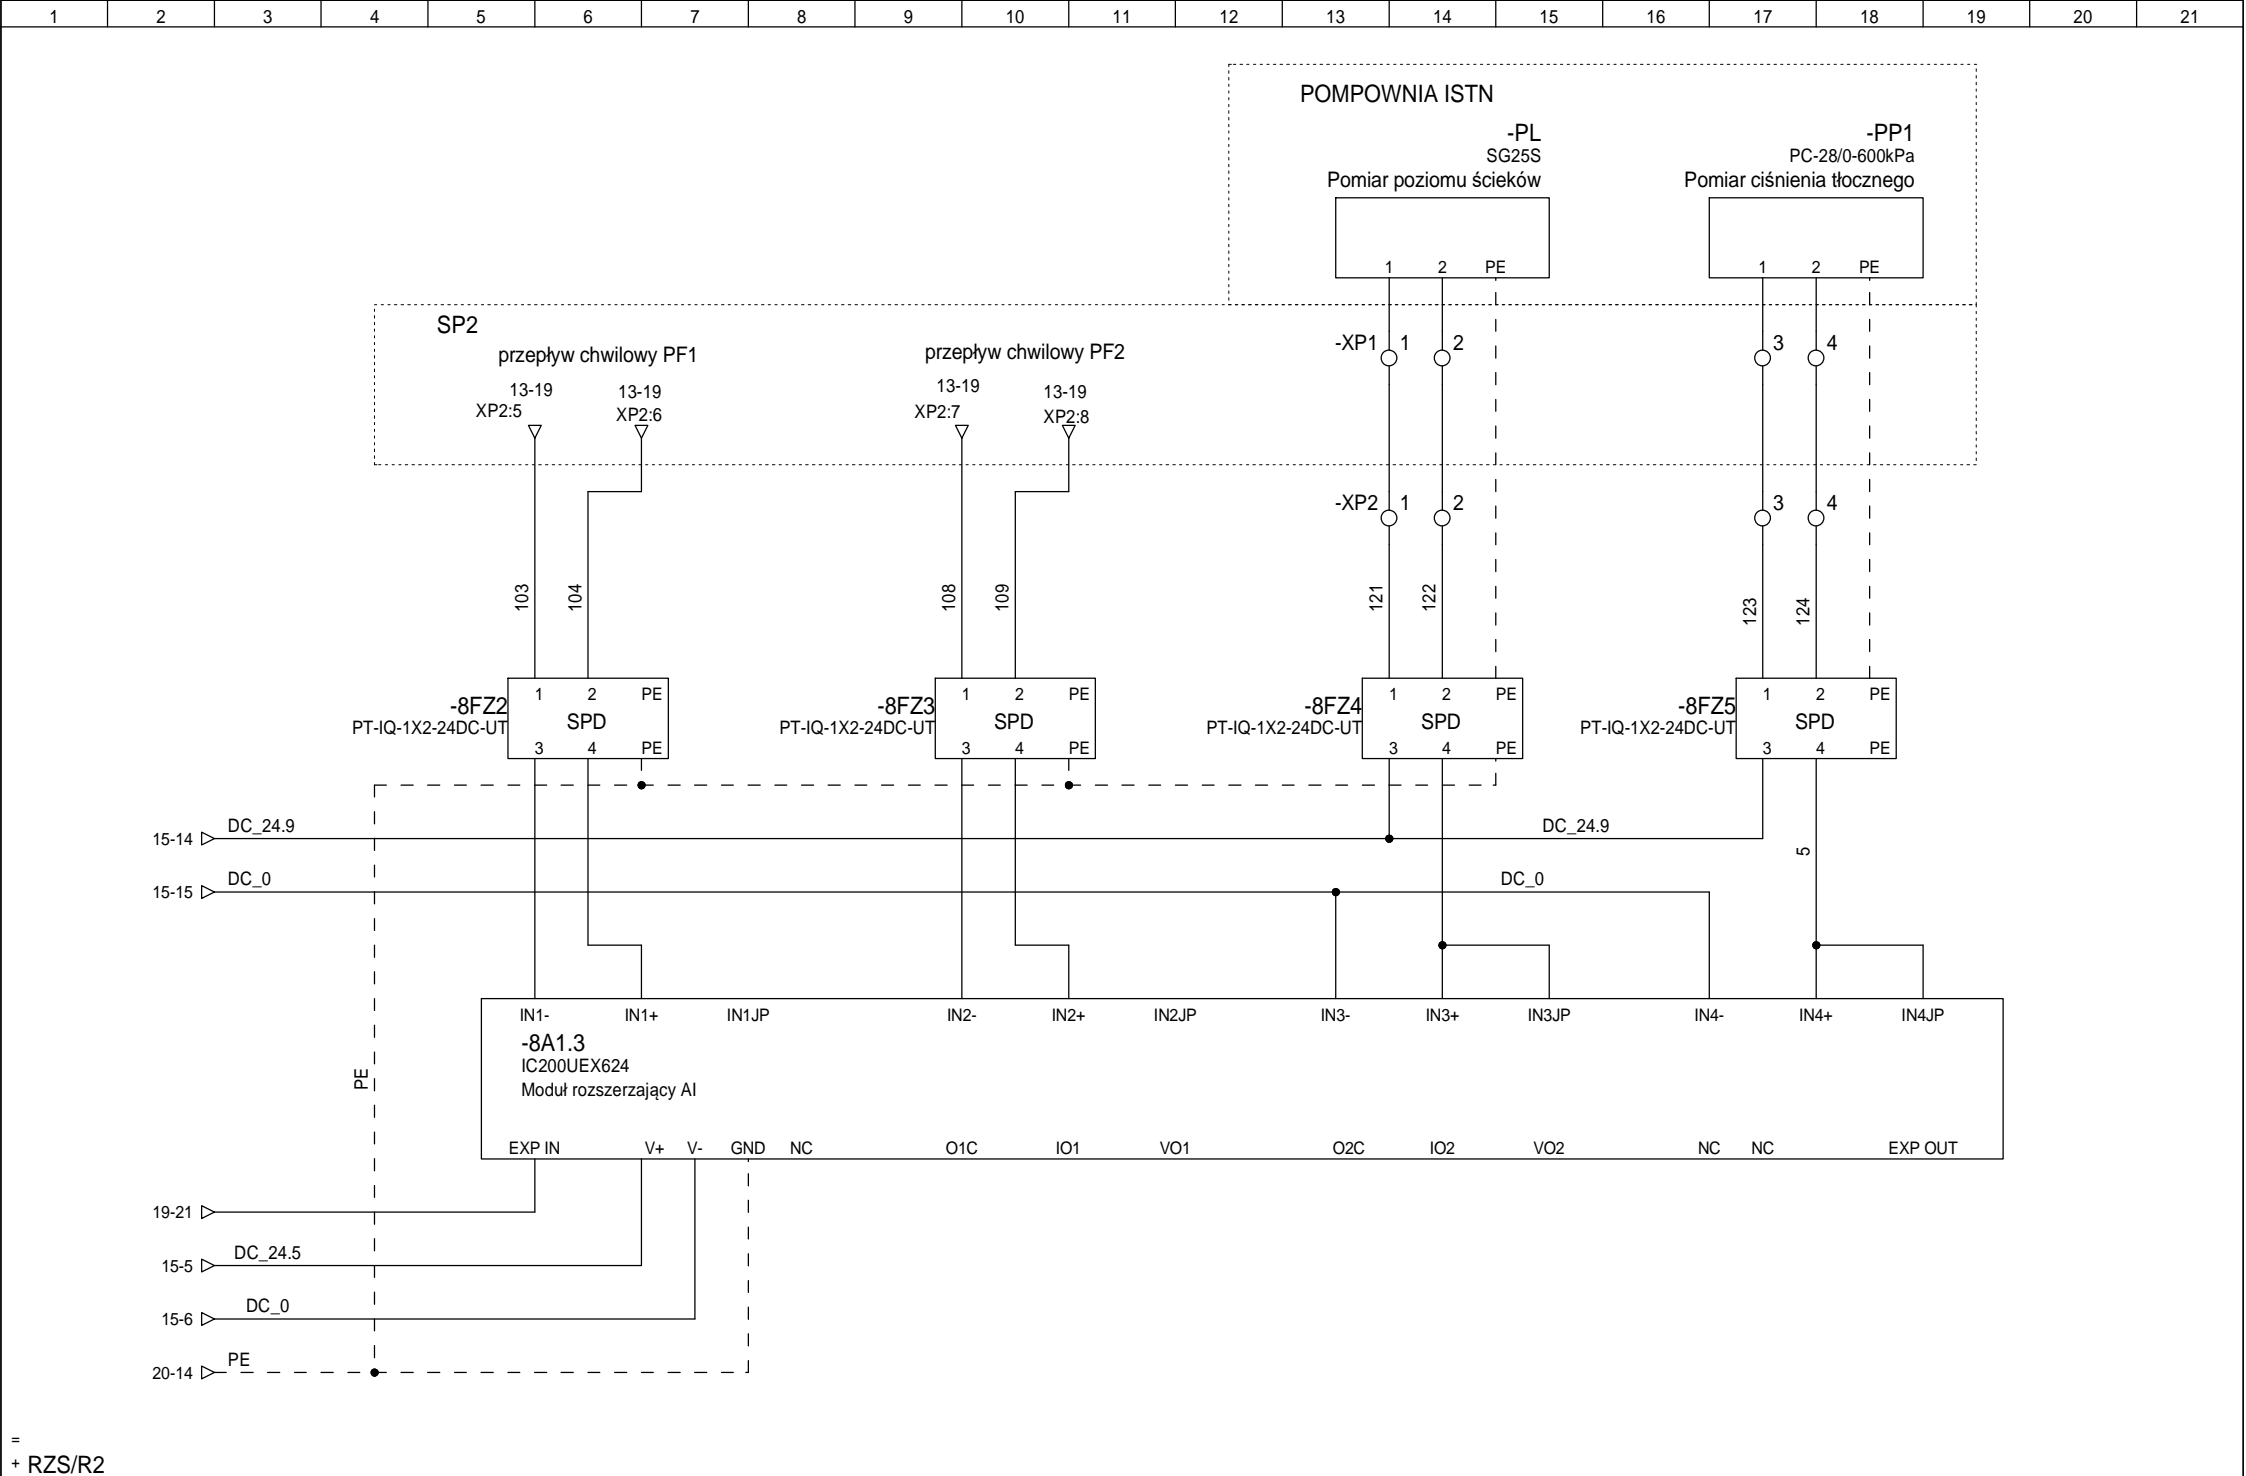 1 2 3 4 5 6 7 8 9 10 11 12 13 14 15 16 17 18 19 20 21
POMPOWNIA ISTN
-PL
SG25S
Pomiar poziomu ścieków
1 2 PE
-PP1
PC-28/0-600kPa
Pomiar ciśnienia tłocznego
1 2 PE
SP2
przepływ chwilowy PF1
13-19
XP2:5
13-19
XP2:6
przepływ chwilowy PF2
13-19
XP2:7
13-19
XP2:8
-XP1 1 2 3 4
-XP2 1 2 3 4
103 104 108 109 121 122 123 124
-8FZ2
PT-IQ-1X2-24DC-UT
1 2 PE
SPD
3 4 PE
-8FZ3
PT-IQ-1X2-24DC-UT
1 2 PE
SPD
3 4 PE
-8FZ4
PT-IQ-1X2-24DC-UT
1 2 PE
SPD
3 4 PE
-8FZ5
PT-IQ-1X2-24DC-UT
1 2 PE
SPD
3 4 PE
15-14 DC_24.9 DC_24.9
5
15-15 DC_0 DC_0
IN1- IN1+ IN1JP IN2- IN2+ IN2JP IN3- IN3+ IN3JP IN4- IN4+ IN4JP
-8A1.3
IC200UEX624
Moduł rozszerzający AI
PE
EXP IN V+ V- GND NC O1C IO1 VO1 O2C IO2 VO2 NC NC EXP OUT
19-21
15-5 DC_24.5
15-6 DC_0
20-14 PE
=
+ RZS/R2